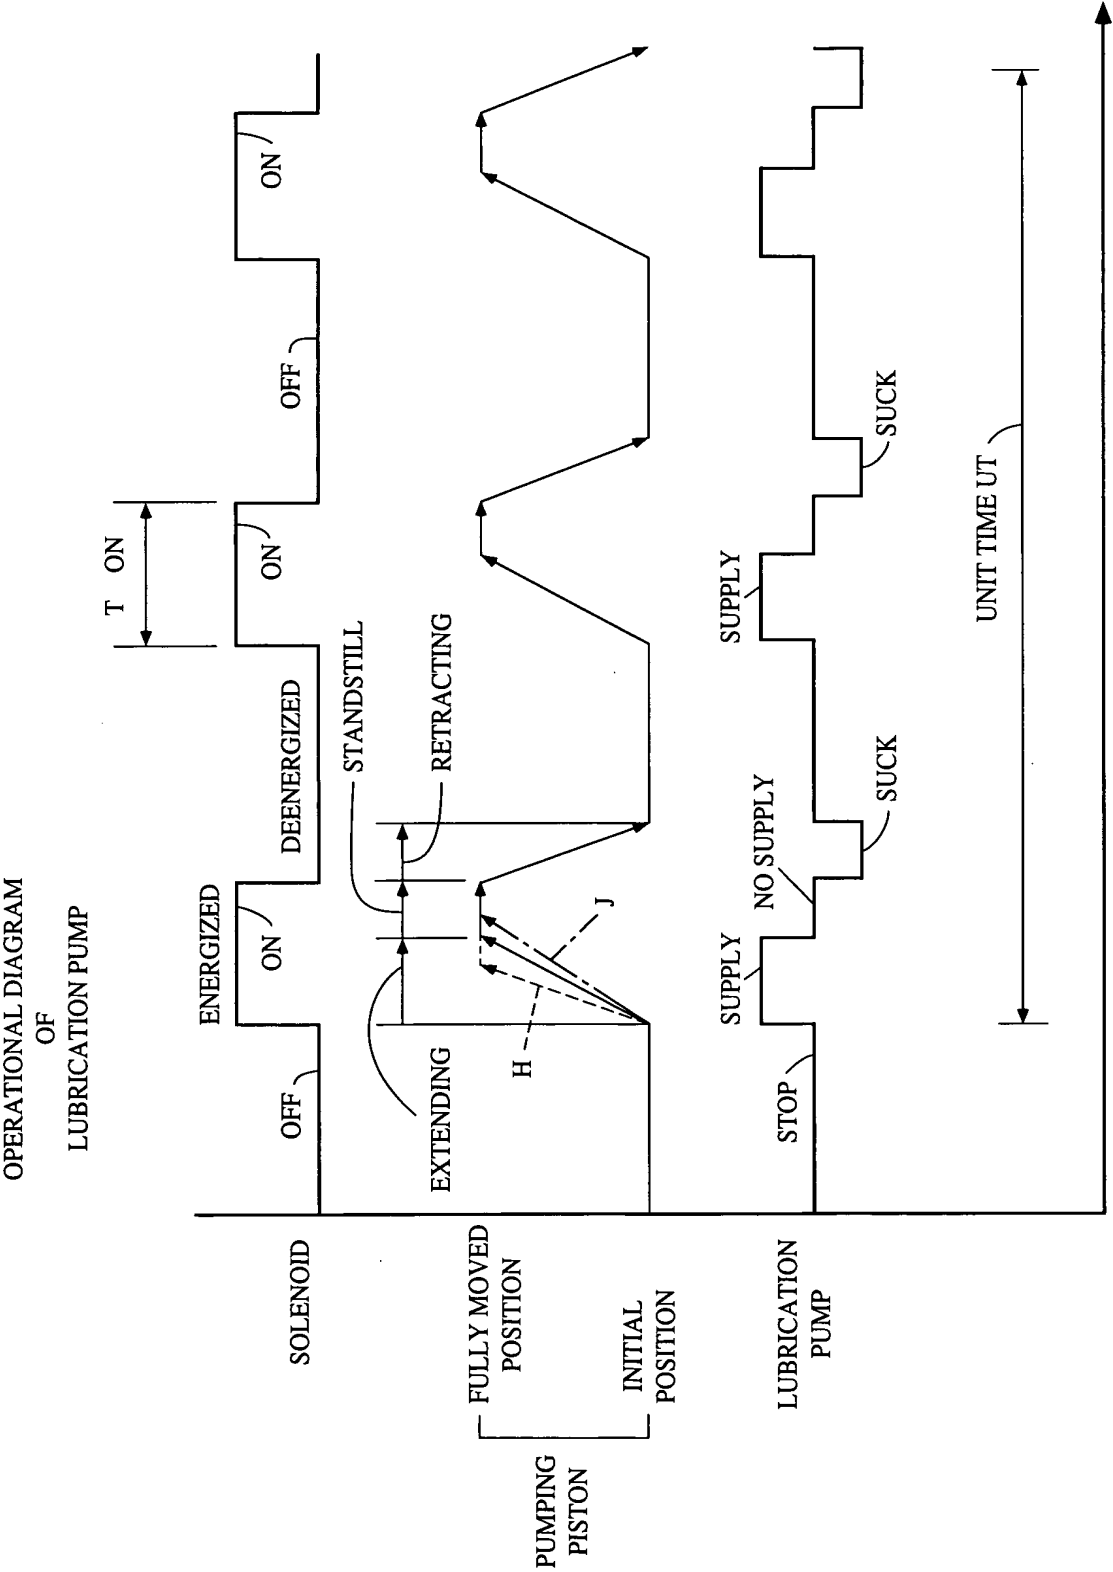 OPERATIONAL DIAGRAM
OF
LUBRICATION PUMP
T ON
ENERGIZED
DEENERGIZED
OFF
ON
ON
OFF
ON
SOLENOID
STANDSTILL
RETRACTING
EXTENDING
H
J
PUMPING
PISTON
FULLY MOVED
POSITION
INITIAL
POSITION
SUPPLY
NO SUPPLY
SUPPLY
STOP
SUCK
SUCK
LUBRICATION
PUMP
UNIT TIME UT